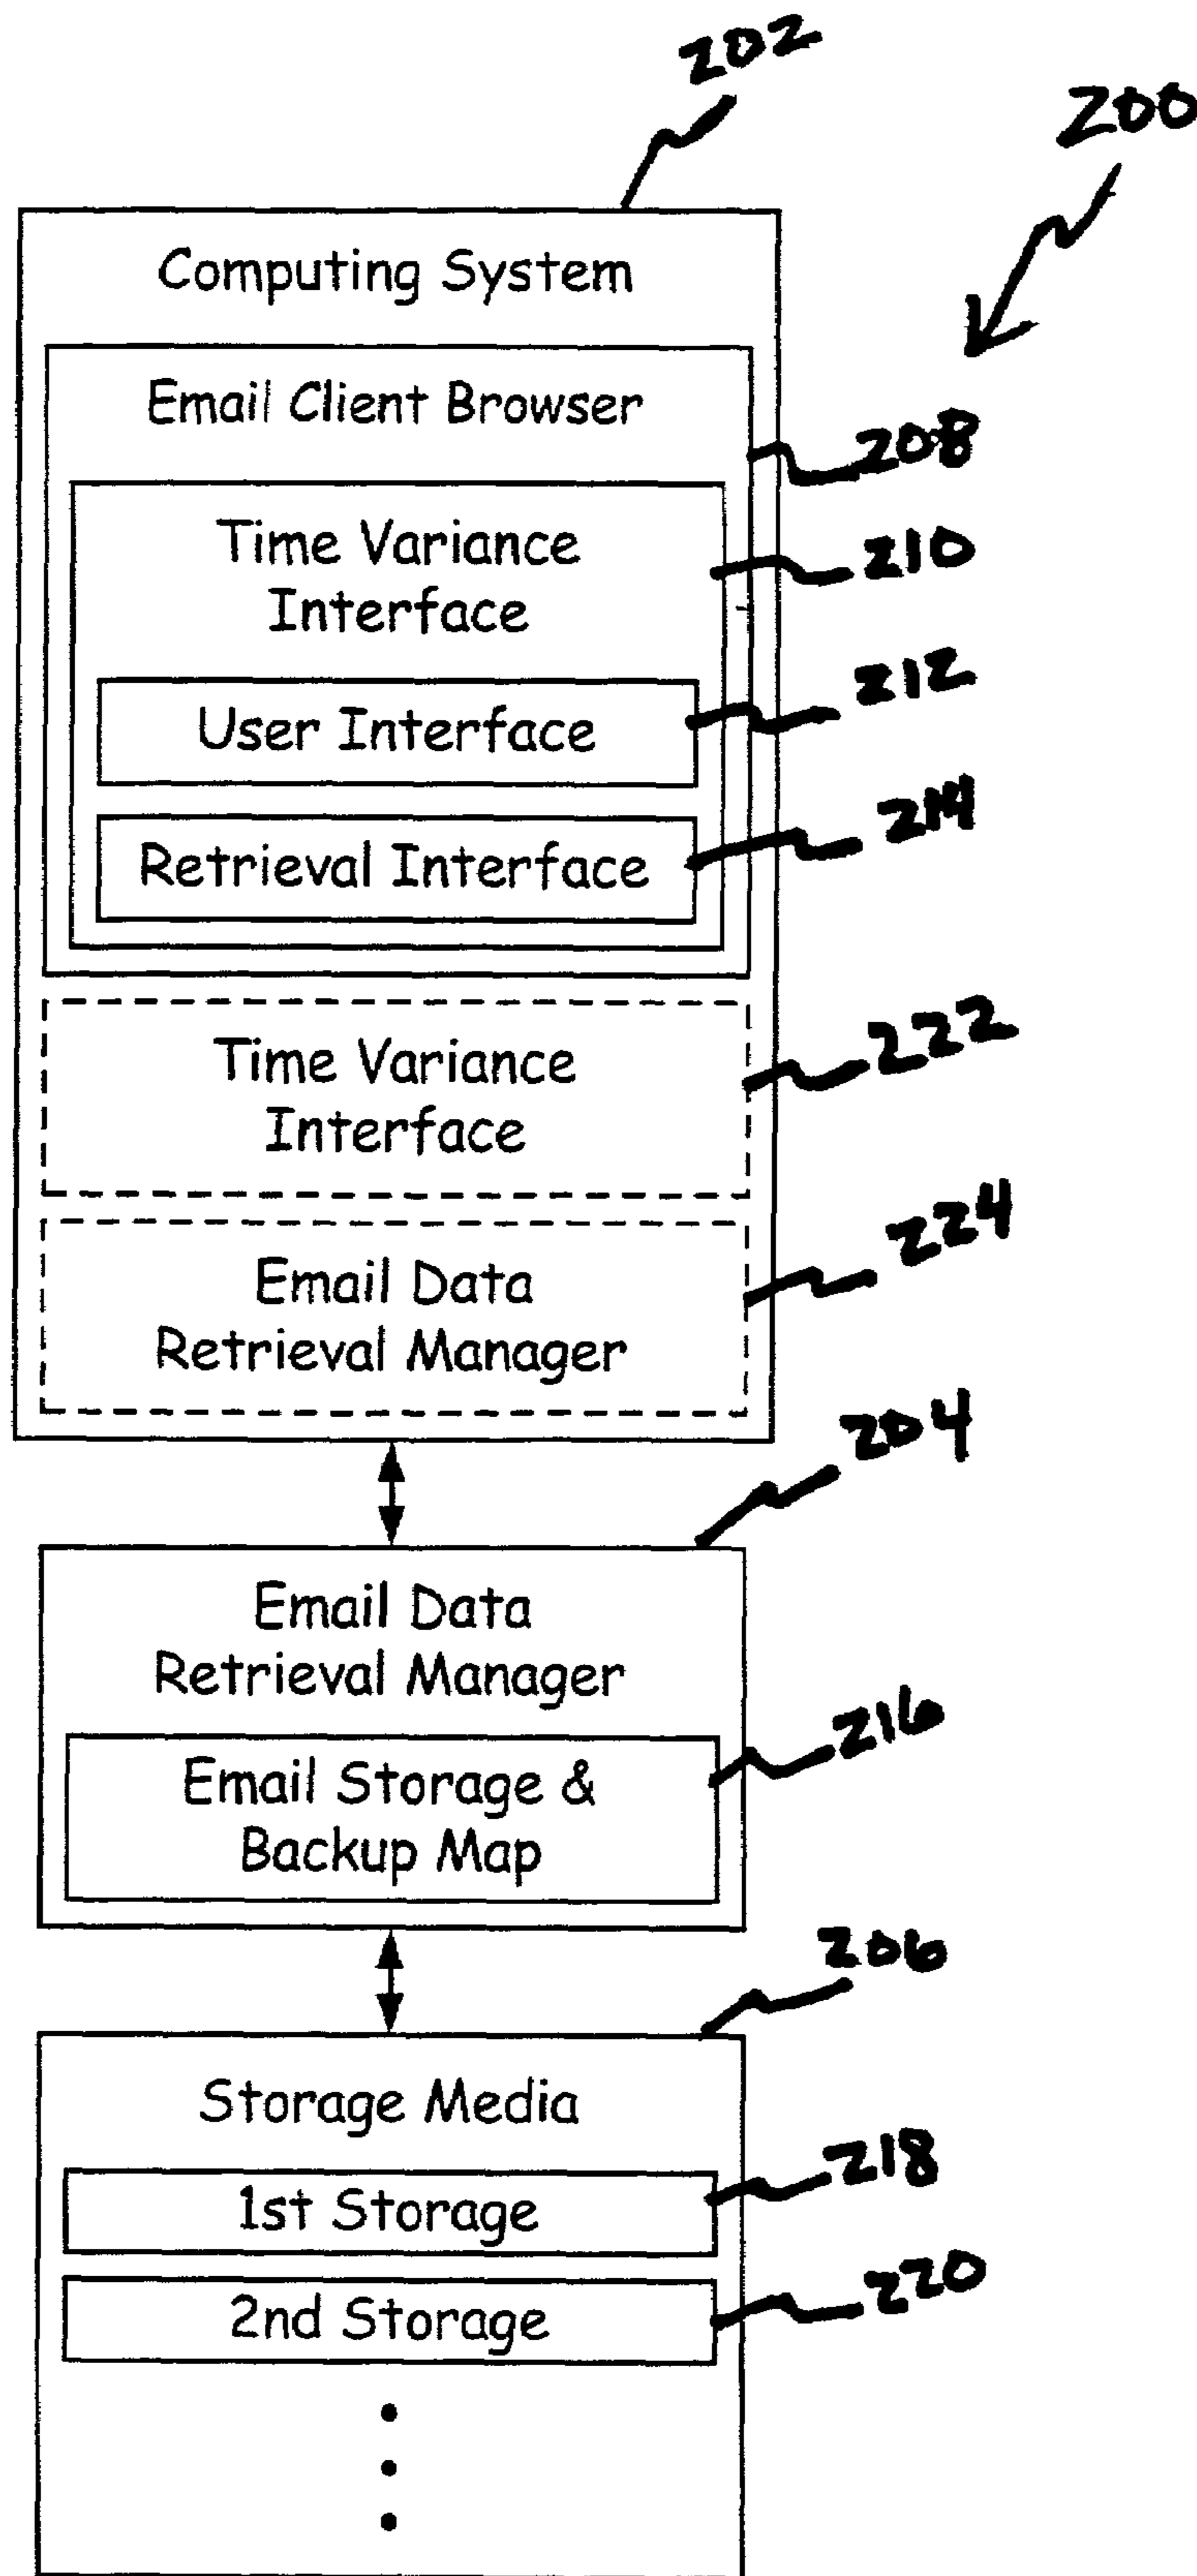 202
200
Computing System
Email Client Browser
208
Time Variance
Interface
210
User Interface
212
Retrieval Interface
214
Time Variance
Interface
222
Email Data
Retrieval Manager
224
204
Email Data
Retrieval Manager
Email Storage &
Backup Map
216
206
Storage Media
1st Storage
218
2nd Storage
220